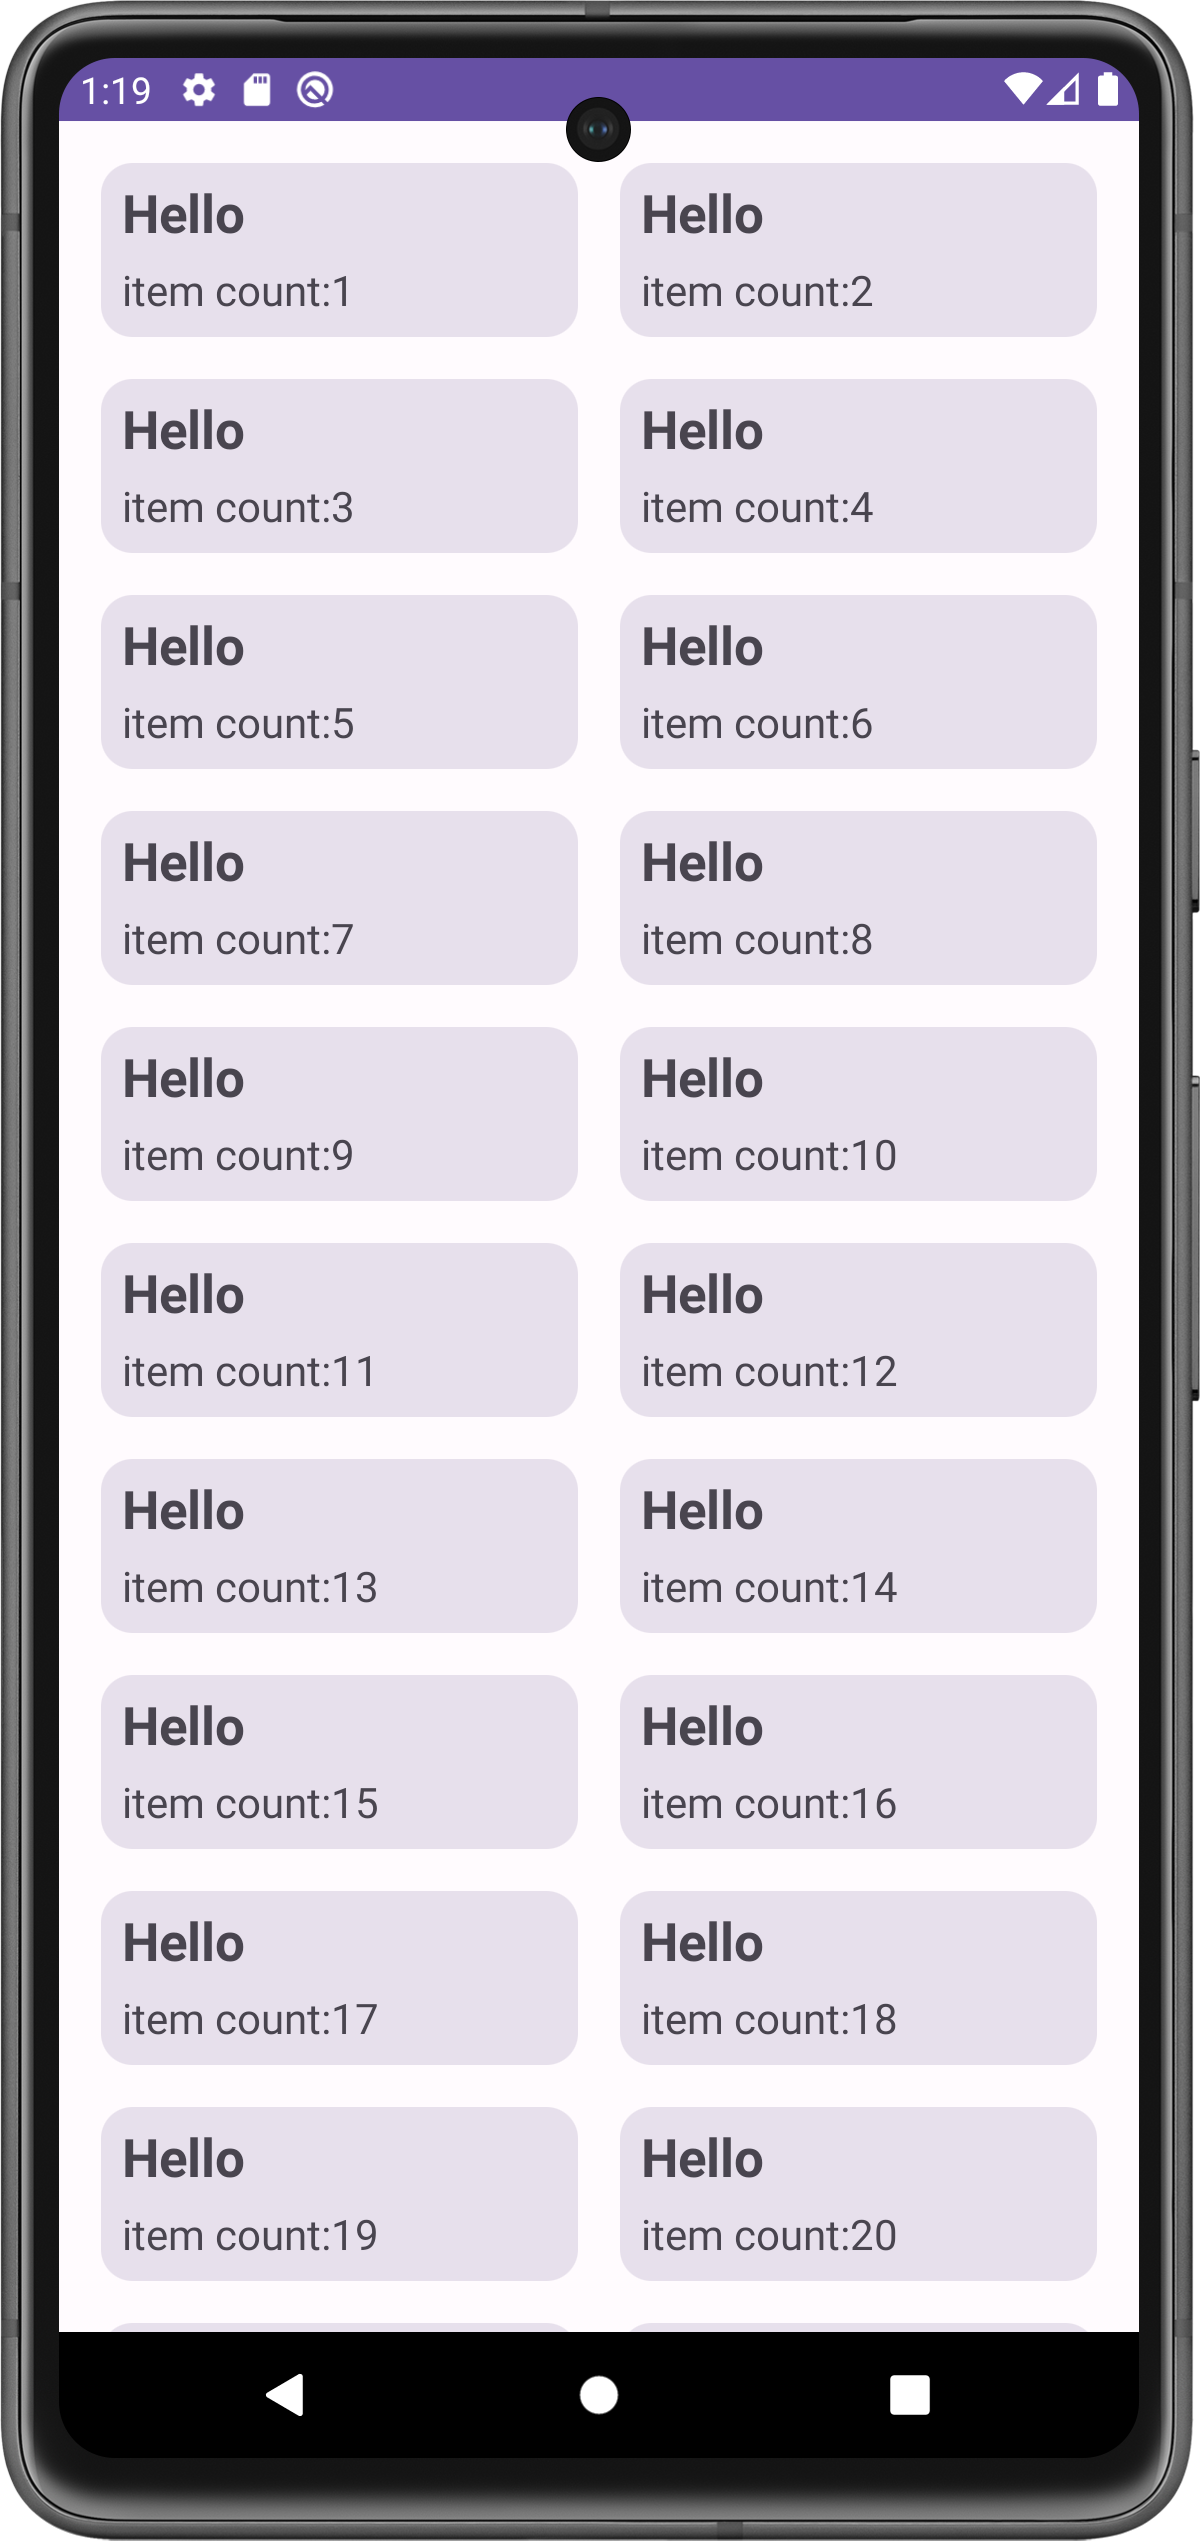 1:19
Hello
item count:1
Hello
item count:2
Hello
item count:3
Hello
item count:4
Hello
item count:5
Hello
item count:6
Hello
item count:7
Hello
item count:8
Hello
item count:9
Hello
item count:10
Hello
item count:11
Hello
item count:12
Hello
item count:13
Hello
item count:14
Hello
item count:15
Hello
item count:16
Hello
item count:17
Hello
item count:18
Hello
item count:19
Hello
item count:20